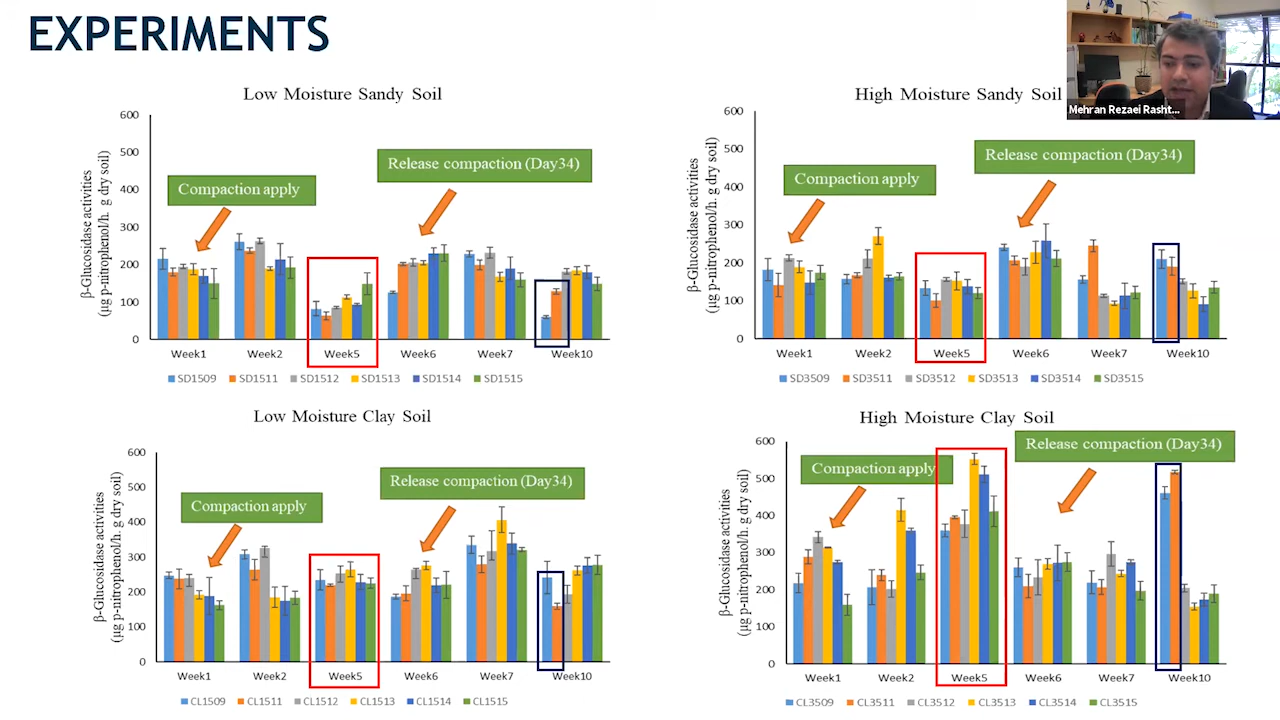 EXPERIMENTS
Mehran Rezaei Rasht...
Low Moisture Sandy Soil
β-Glucosidase activities
(µg p-nitrophenol/h. g dry soil)
600
500
400
300
200
100
0
Compaction apply
Release compaction (Day34)
Week1 Week2 Week5 Week6 Week7 Week10
SD1509 SD1511 SD1512 SD1513 SD1514 SD1515
High Moisture Sandy Soil
β-Glucosidase activities
(µg p-nitrophenol/h. g dry soil)
600
500
400
300
200
100
0
Compaction apply
Release compaction (Day34)
Week1 Week2 Week5 Week6 Week7 Week10
SD3509 SD3511 SD3512 SD3513 SD3514 SD3515
Low Moisture Clay Soil
β-Glucosidase activities
(µg p-nitrophenol/h. g dry soil)
600
500
400
300
200
100
0
Compaction apply
Release compaction (Day34)
Week1 Week2 Week5 Week6 Week7 Week10
CL1509 CL1511 CL1512 CL1513 CL1514 CL1515
High Moisture Clay Soil
β-Glucosidase activities
(µg p-nitrophenol/h. g dry soil)
600
500
400
300
200
100
0
Compaction apply
Release compaction (Day34)
Week1 Week2 Week5 Week6 Week7 Week10
CL3509 CL3511 CL3512 CL3513 CL3514 CL3515